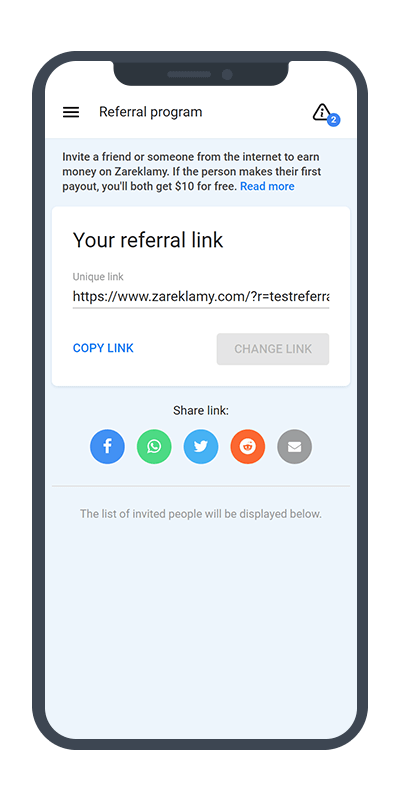 Referral program
2
Invite a friend or someone from the internet to earn
money on Zareklamy. If the person makes their first
payout, you'll both get $10 for free. Read more
Your referral link
Unique link
https://www.zareklamy.com/?r=testreferra
COPY LINK
CHANGE LINK
Share link:
The list of invited people will be displayed below.